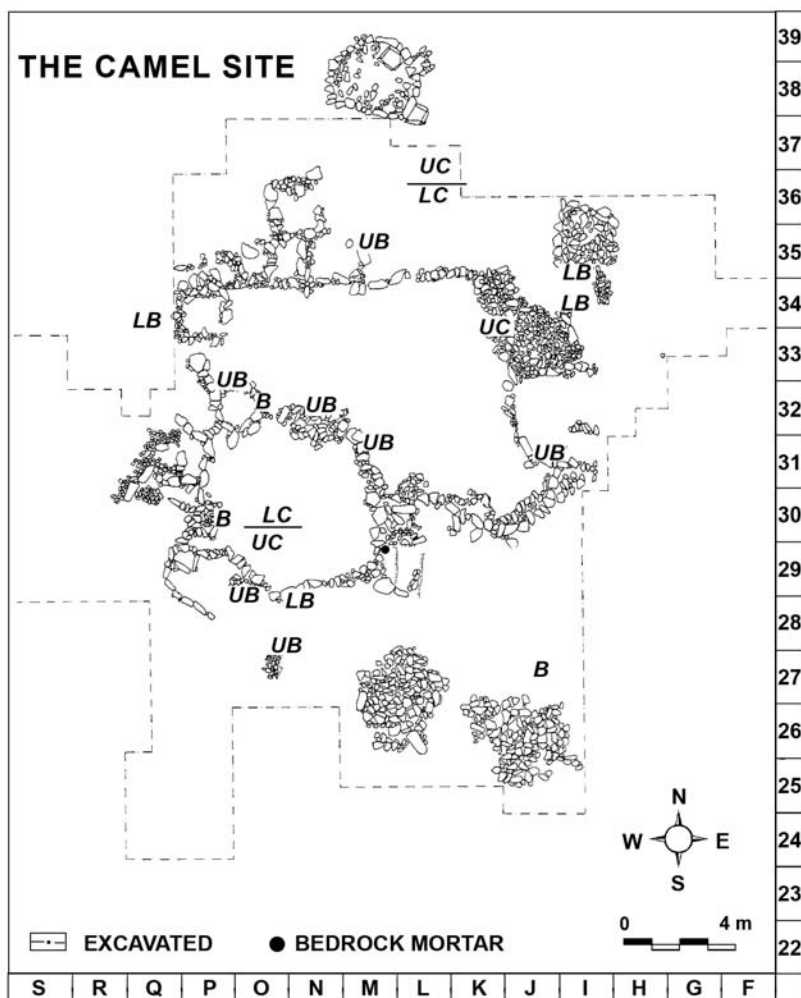 THE CAMEL SITE
39
38
37
UC
LC
36
UB
35
LB
LB
34
LB
UC
33
UB
B
UB
32
UB
UB
31
B
LC
UC
30
29
UB
LB
28
UB
B
27
26
25
N
W
E
S
24
23
0
4 m
EXCAVATED
BEDROCK MORTAR
22
S R Q P O N M L K J I H G F